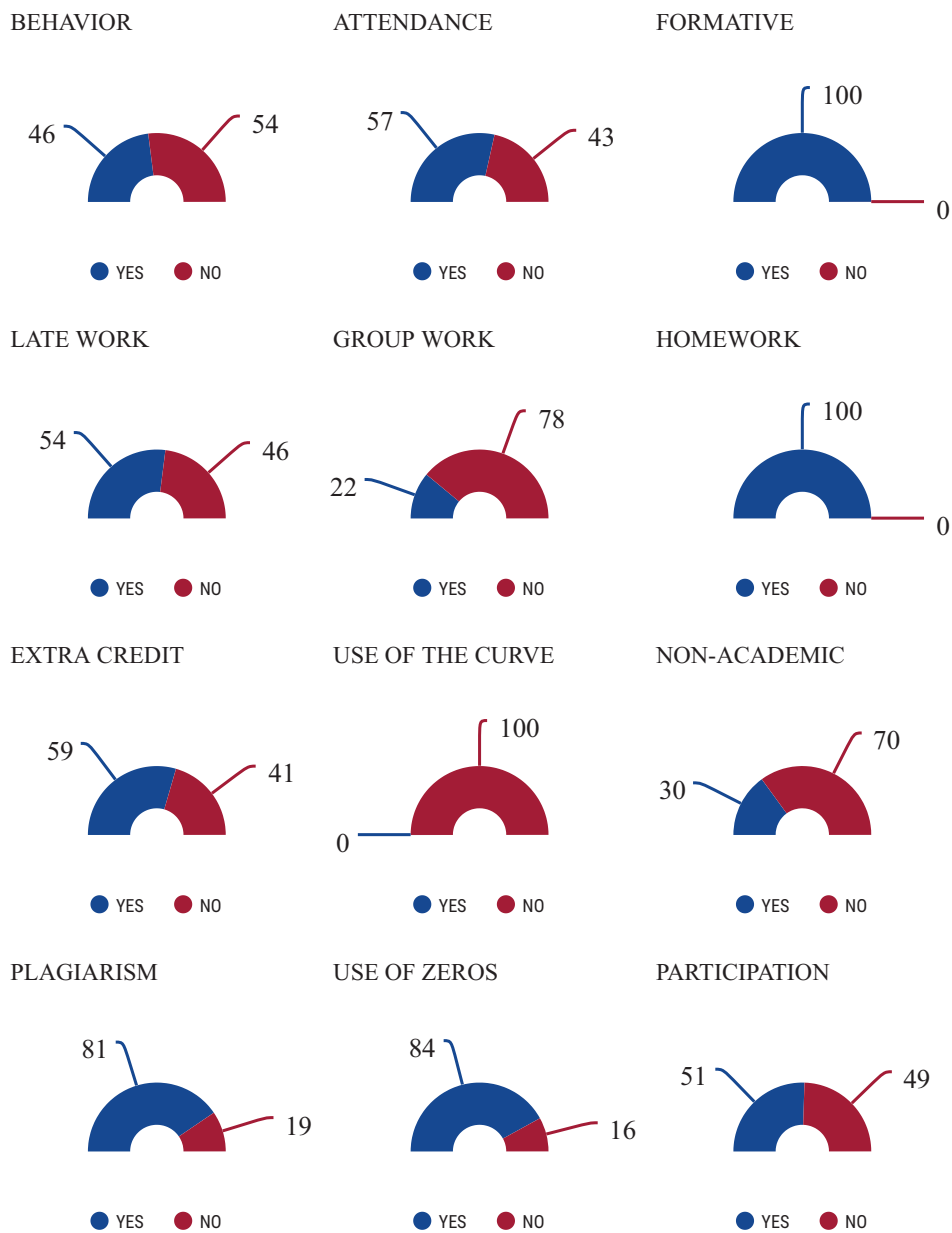 BEHAVIOR ATTENDANCE FORMATIVE
46 54 57 43 100 0
YES NO YES NO YES NO
LATE WORK GROUP WORK HOMEWORK
54 46 22 78 100 0
YES NO YES NO YES NO
EXTRA CREDIT USE OF THE CURVE NON-ACADEMIC
59 41 0 100 30 70
YES NO YES NO YES NO
PLAGIARISM USE OF ZEROS PARTICIPATION
81 19 84 16 51 49
YES NO YES NO YES NO